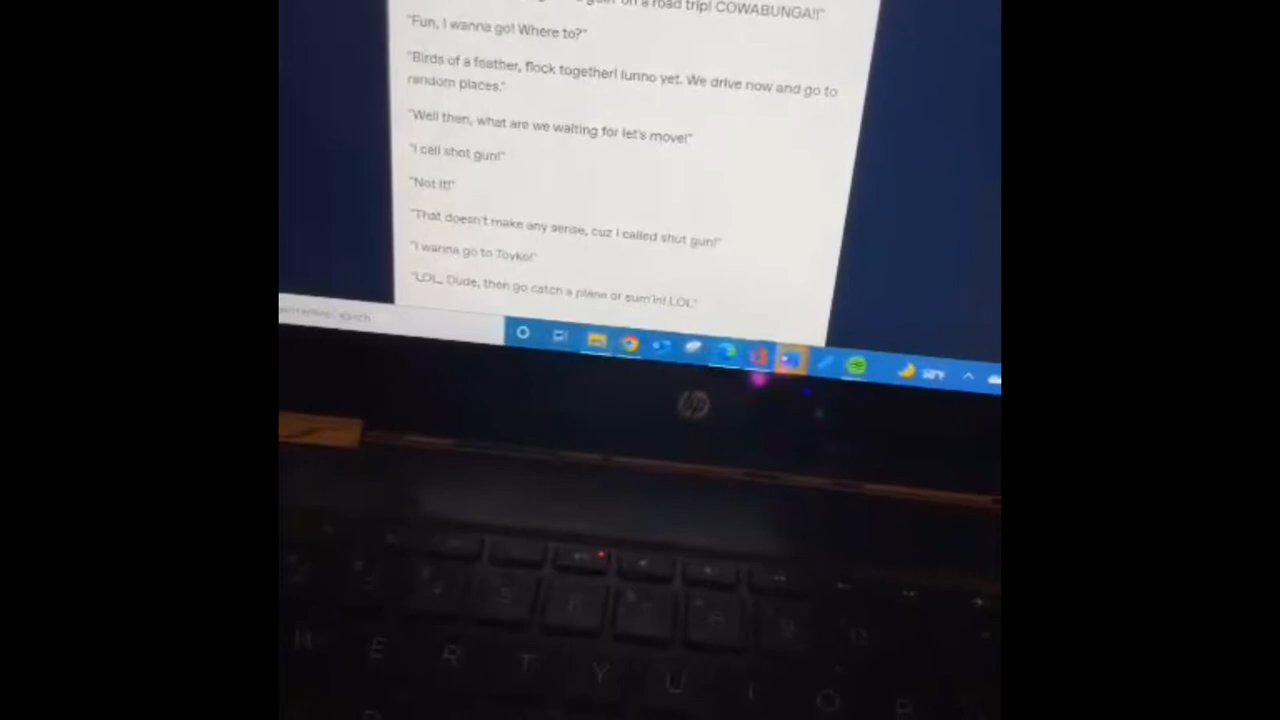 on a road trip! COWABUNGA!!"
"Fun, I wanna go! Where to?"
"Birds of a feather, flock together! Iunno yet. We drive now and go to
random places."
"Well then, what are we waiting for let's move!"
"I call shot gun!"
"Not it!"
"That doesn't make any sense, cuz I called shut gun!"
"I wanna go to Toyko!"
"LOL, Dude, then go catch a plane or sum'in! LOL"
hp
E R T Y U I O P